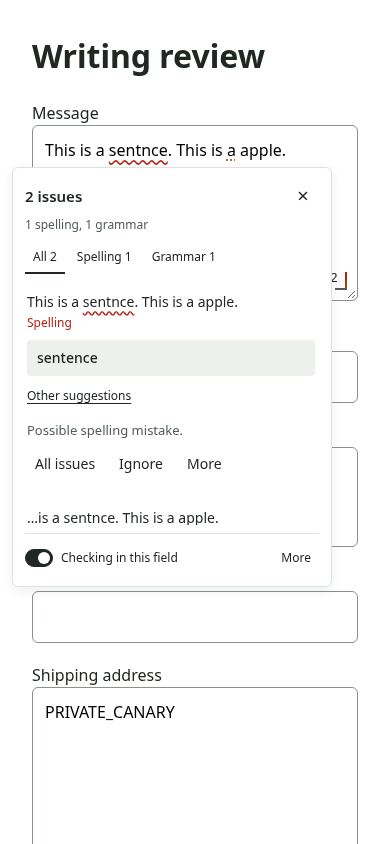 Writing review
Message
This is a sentnce. This is a apple.
2 issues
✕
1 spelling, 1 grammar
All 2
Spelling 1
Grammar 1
2
This is a sentnce. This is a apple.
Spelling
sentence
Other suggestions
Possible spelling mistake.
All issues
Ignore
More
...is a sentnce. This is a apple.
Checking in this field
More
Shipping address
PRIVATE_CANARY